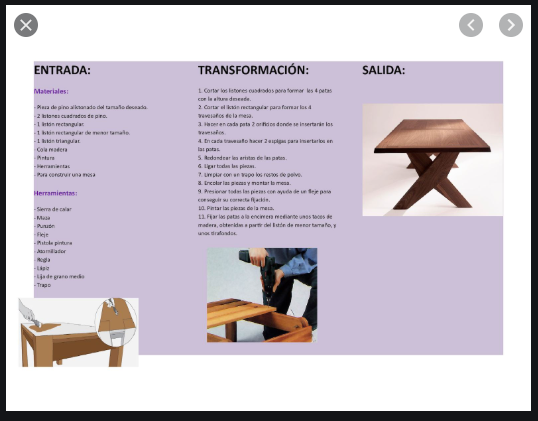 ENTRADA:
Materiales:
- Pieza de pino alistonado del tamaño deseado.
- 2 listones cuadrados de pino.
- 1 listón rectangular.
- 1 listón rectangular de menor tamaño.
- 1 listón triangular.
- Cola madera
- Pintura
- Herramientas
- Para construir una mesa
Herramientas:
- Sierra de calar
- Mesa
- Punzón
- Fleje
- Pistola pintura
- Atornillador
- Regla
- Lápiz
- Lija de grano medio
- Trapo
TRANSFORMACIÓN:
1. Cortar los listones cuadrados para formar las 4 patas
con la altura deseada.
2. Cortar el listón rectangular para formar los 4
travesaños de la mesa.
3. Hacer en cada pata 2 orificios donde se insertarán los
travesaños.
4. En cada travesaño hacer 2 espigas para insertarlos en
las patas.
5. Redondear las aristas de las patas.
6. Ligar todas las piezas.
7. Limpiar con un trapo los restos de polvo.
8. Encolar las piezas y montar la mesa.
9. Presionar todas las piezas con ayuda de un fleje para
conseguir su correcta fijación.
10. Pintar las piezas de la mesa.
11. Fijar las patas a la encimera mediante unos tacos de
madera, obtenidos a partir del listón de menor tamaño, y
unos tirafondos.
SALIDA: